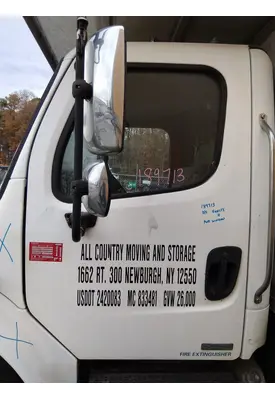 189713
189713
ALL COUNTRY MOVING AND STORAGE
1662 RT. 300 NEWBURGH, NY 12550
USDOT 2420083 MC 833481 GVW 26,000
FIRE EXTINGUISHER